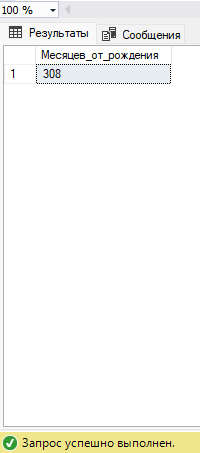 100 %
Результаты Сообщения
Месяцев_от_рождения
1 308
Запрос успешно выполнен.